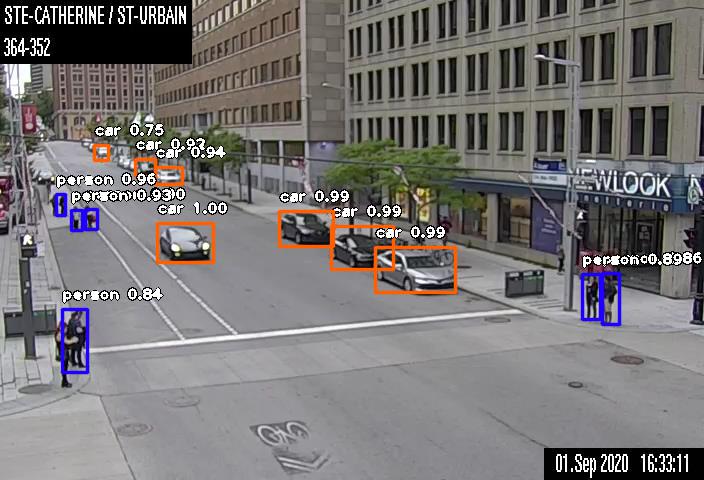 STE-CATHERINE / ST-URBAIN
364-352
car 0.75
car 0.94
person 0.96
car 1.00
car 0.99
car 0.99
car 0.99
NEWLOOK
person 0.84
01.Sep 2020 16:33:11